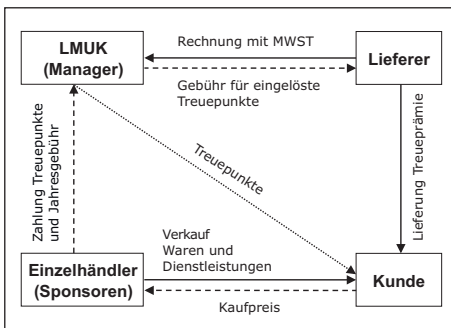 LMUK
(Manager)
Rechnung mit MWST
Lieferer
Gebühr für eingelöste
Treuepunkte
Zahlung Treuepunkte
und Jahresgebühr
Treuepunkte
Lieferung Treueprämie
Verkauf
Waren und
Dienstleistungen
Einzelhändler
(Sponsoren)
Kunde
Kaufpreis